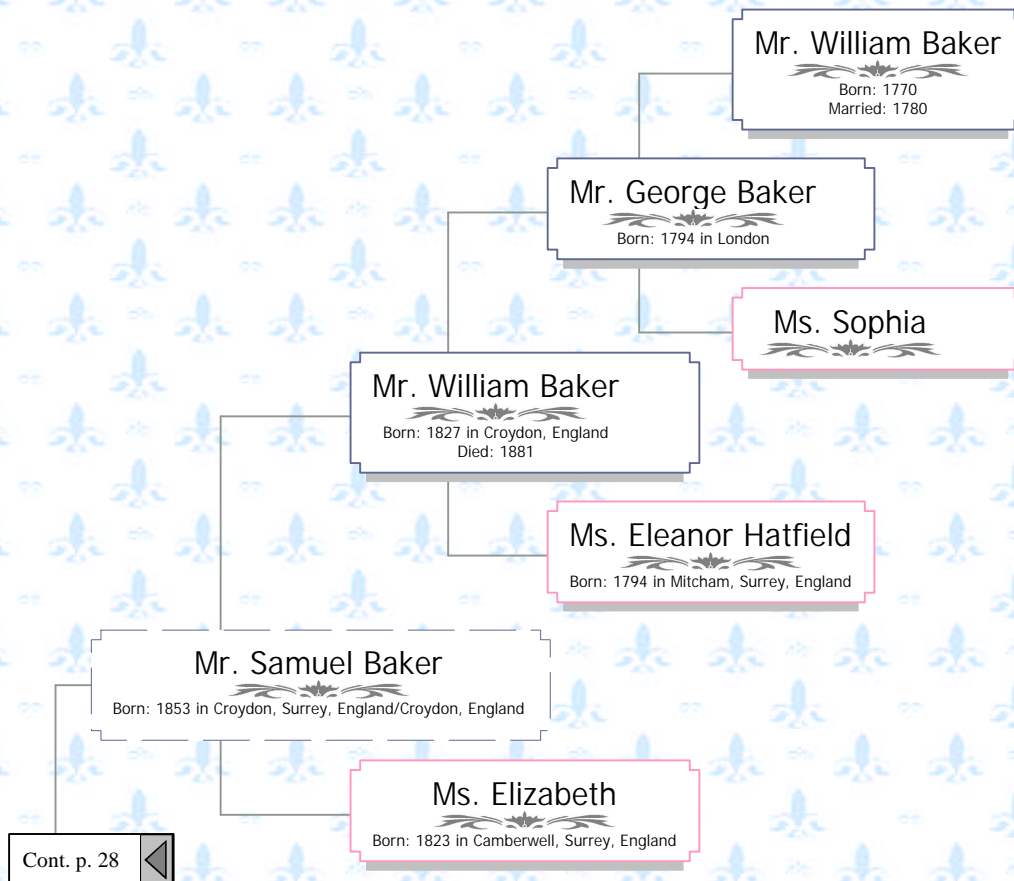 Mr. William Baker
Born: 1770
Married: 1780
Mr. George Baker
Born: 1794 in London
Ms. Sophia
Mr. William Baker
Born: 1827 in Croydon, England
Died: 1881
Ms. Eleanor Hatfield
Born: 1794 in Mitcham, Surrey, England
Mr. Samuel Baker
Born: 1853 in Croydon, Surrey, England/Croydon, England
Ms. Elizabeth
Born: 1823 in Camberwell, Surrey, England
Cont. p. 28